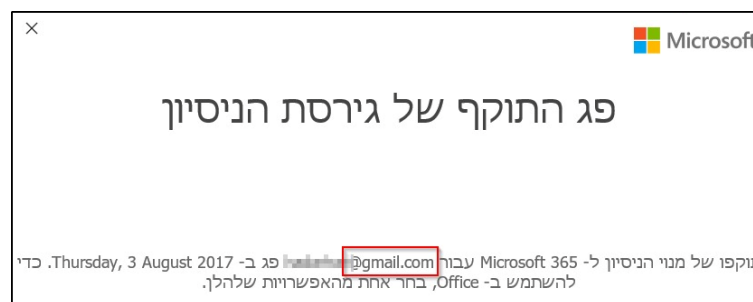 Microsoft
פג התוקף של גירסת הניסיון
תוקפו של מנוי הניסיון ל- Microsoft 365 עבור @gmail.com פג ב- Thursday, 3 August 2017. כדי
להשתמש ב- Office, בחר אחת מהאפשרויות שלהלן.